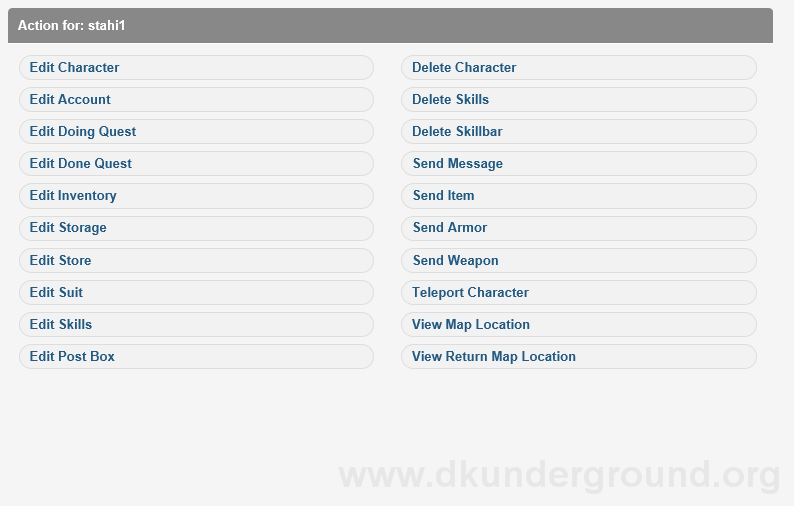 Action for: stahi1
Edit Character
Edit Account
Edit Doing Quest
Edit Done Quest
Edit Inventory
Edit Storage
Edit Store
Edit Suit
Edit Skills
Edit Post Box
Delete Character
Delete Skills
Delete Skillbar
Send Message
Send Item
Send Armor
Send Weapon
Teleport Character
View Map Location
View Return Map Location
www.dkunderground.org